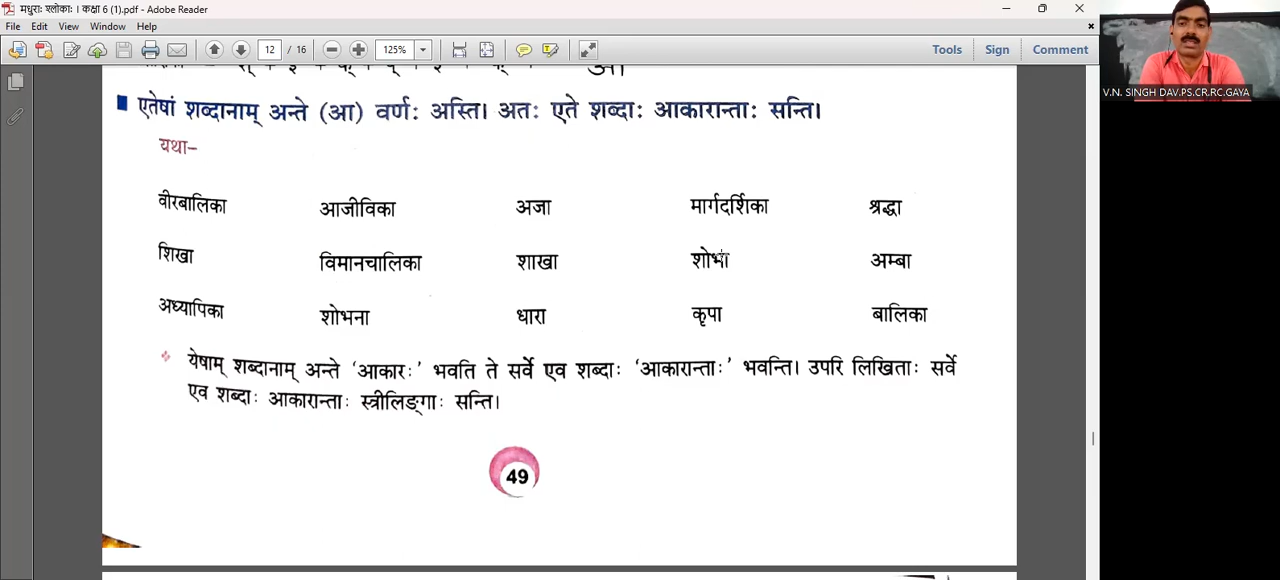 मधुराः श्लोकाः । कक्षा 6 (1).pdf - Adobe Reader
File Edit View Window Help
12 / 16 125% Tools Sign Comment
V.N. SINGH DAV.PS.CR.RC.GAYA
एतेषां शब्दानाम् अन्ते (आ) वर्णः अस्ति। अतः एते शब्दाः आकारान्ताः सन्ति।
यथा–
वीरबालिका आजीविका अजा मार्गदर्शिका श्रद्धा
शिखा विमानचालिका शाखा शोभा अम्बा
अध्यापिका शोभना धारा कृपा बालिका
येषाम् शब्दानाम् अन्ते ‘आकारः’ भवति ते सर्वे एव शब्दाः ‘आकारान्ताः’ भवन्ति। उपरि लिखिताः सर्वे
एव शब्दाः आकारान्ताः स्त्रीलिङ्गाः सन्ति।
49